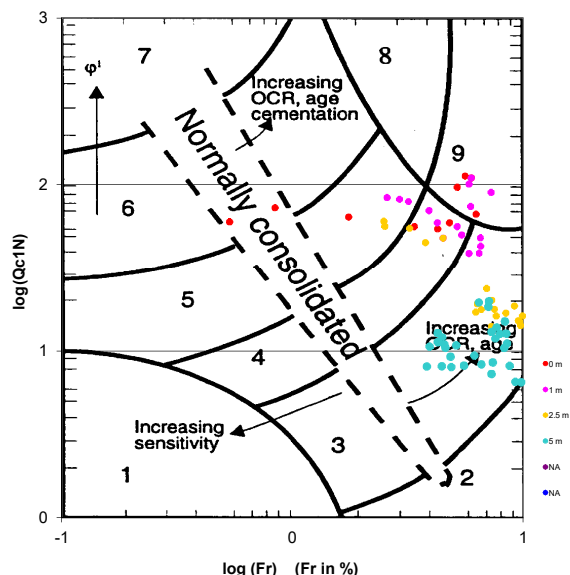 3
7
8
φ¹
Increasing
OCR, age
cementation
Normally consolidated
9
2
6
5
Increasing
OCR, age
4
1
0 m
1 m
Increasing
sensitivity
2.5 m
3
5 m
1
2
NA
NA
0
-1
0
1
log (Qc1N)
log (Fr) (Fr in %)